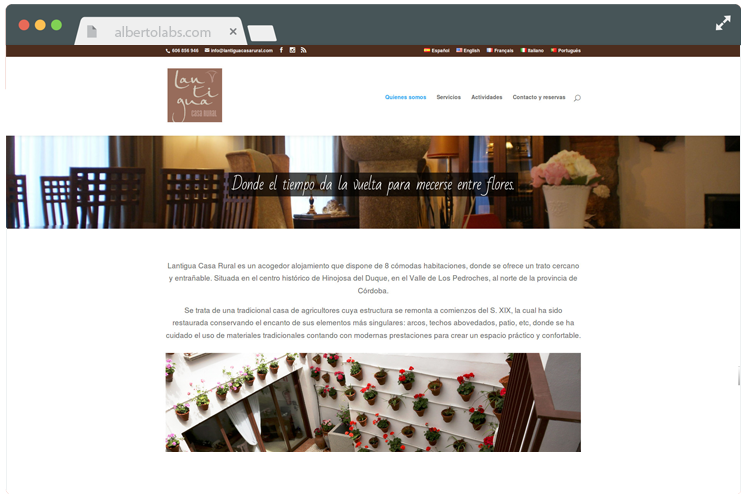 albertolabs.com
606 856 946 info@lantiguacasarural.com Español English Français Italiano Português
Lan
ti
gua
CASA RURAL
Quienes somos Servicios Actividades Contacto y reservas
Donde el tiempo da la vuelta para mecerse entre flores.
Lantigua Casa Rural es un acogedor alojamiento que dispone de 8 cómodas habitaciones, donde se ofrece un trato cercano
y entrañable. Situada en el centro histórico de Hinojosa del Duque, en el Valle de Los Pedroches, al norte de la provincia de
Córdoba.
Se trata de una tradicional casa de agricultores cuya estructura se remonta a comienzos del S. XIX, la cual ha sido
restaurada conservando el encanto de sus elementos más singulares: arcos, techos abovedados, patio, etc, donde se ha
cuidado el uso de materiales tradicionales contando con modernas prestaciones para crear un espacio práctico y confortable.